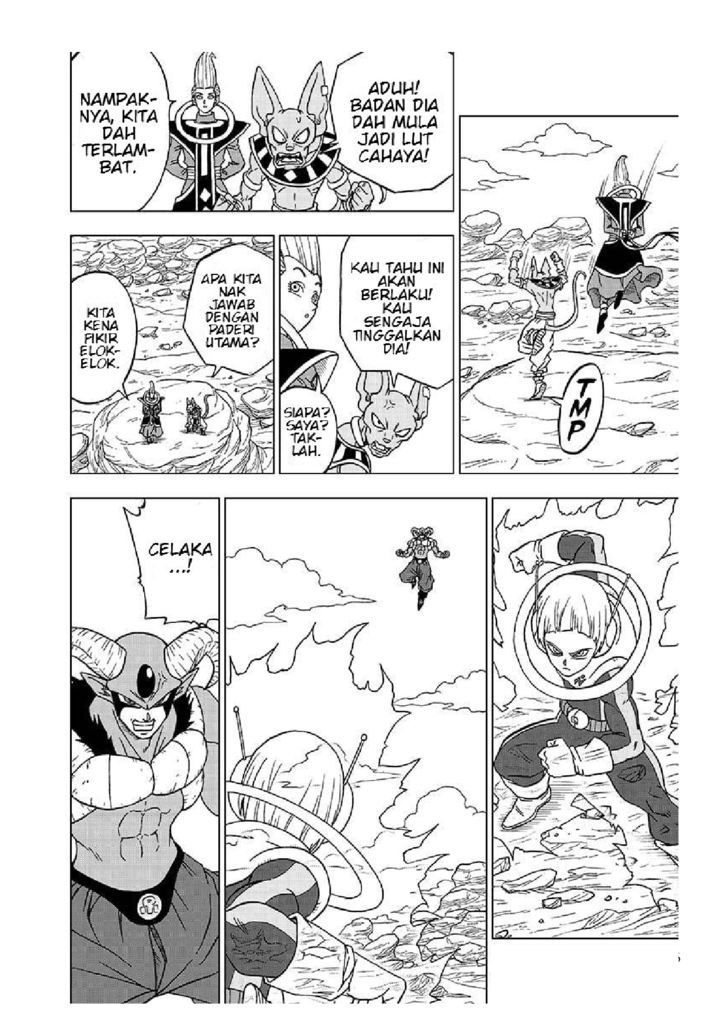 ADUH!
BADAN DIA
DAH MULA
JADI LUT
CAHAYA!
NAMPAK-
NYA, KITA
DAH
TERLAM-
BAT.
TMP
KAU TAHU INI
AKAN
BERLAKU!
KAU
SENGAJA
TINGGALKAN
DIA!
SIAPA?
SAYA?
TAK-
LAH.
APA KITA
NAK
JAWAB
DENGAN
PADERI
UTAMA?
KITA
KENA
FIKIR
ELOK-
ELOK.
CELAKA
...!